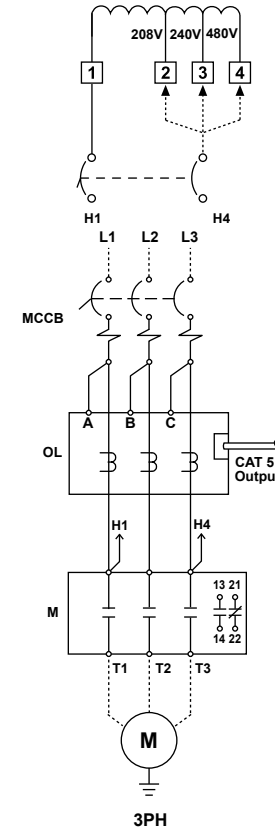 208V 240V 480V
1 2 3 4
H1 H4
L1 L2 L3
MCCB
A B C
OL
CAT 5
Outpu
H1 H4
13 21
M
14 22
T1 T2 T3
M
3PH